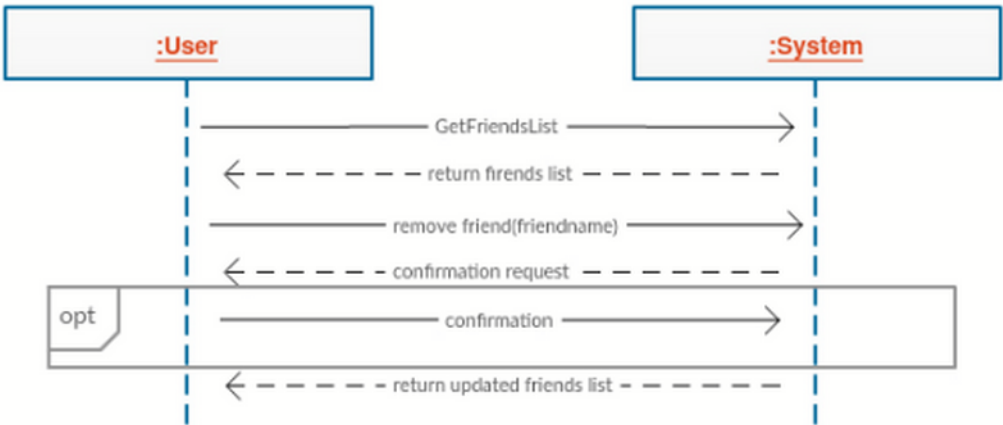 :User
:System
GetFriendsList
return firends list
remove friend(friendname)
confirmation request
opt
confirmation
return updated friends list